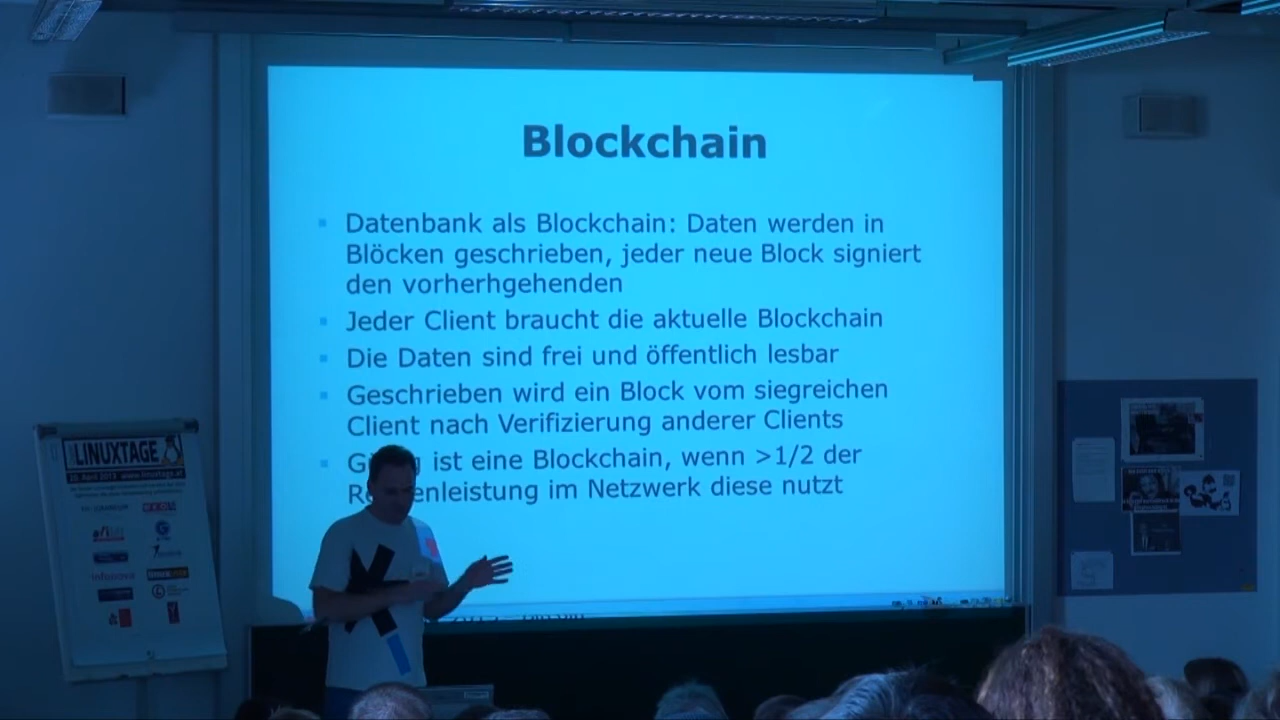 Blockchain
Datenbank als Blockchain: Daten werden in
Blöcken geschrieben, jeder neue Block signiert
den vorherhgehenden
Jeder Client braucht die aktuelle Blockchain
Die Daten sind frei und öffentlich lesbar
Geschrieben wird ein Block vom siegreichen
Client nach Verifizierung anderer Clients
ist eine Blockchain, wenn >1/2 der
im Netzwerk diese nutzt
LINUXTAGE